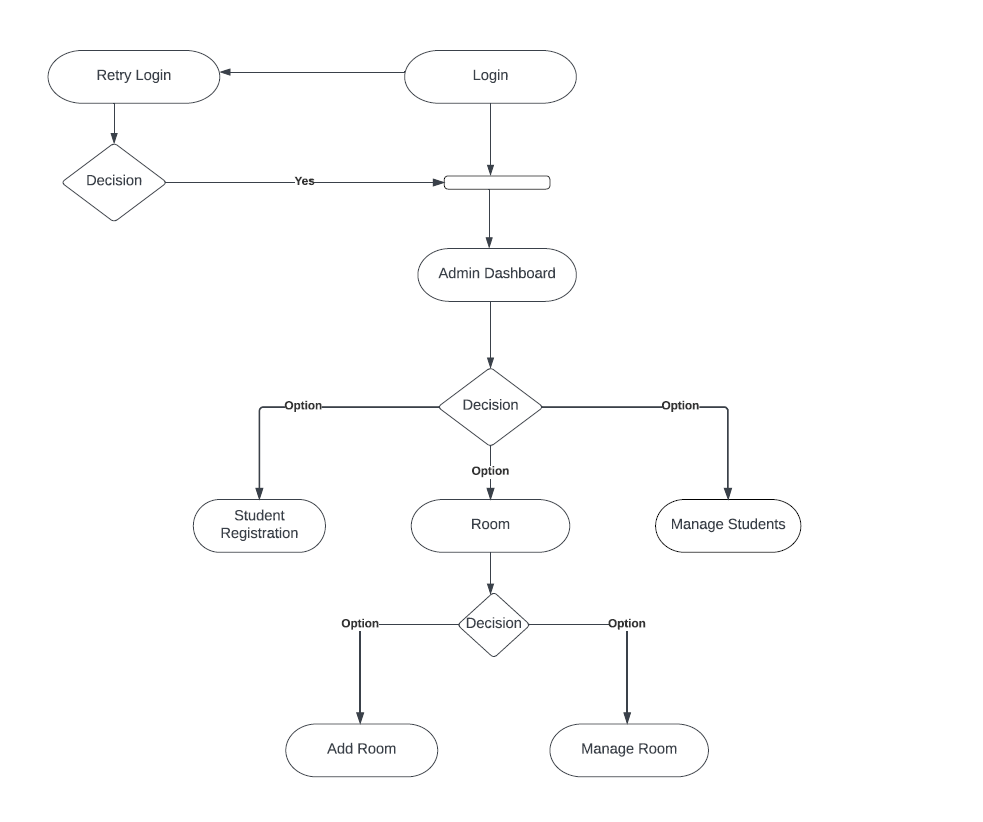 Retry Login
Login
Decision
Yes
Admin Dashboard
Option
Decision
Option
Option
Student
Registration
Room
Manage Students
Option
Decision
Option
Add Room
Manage Room